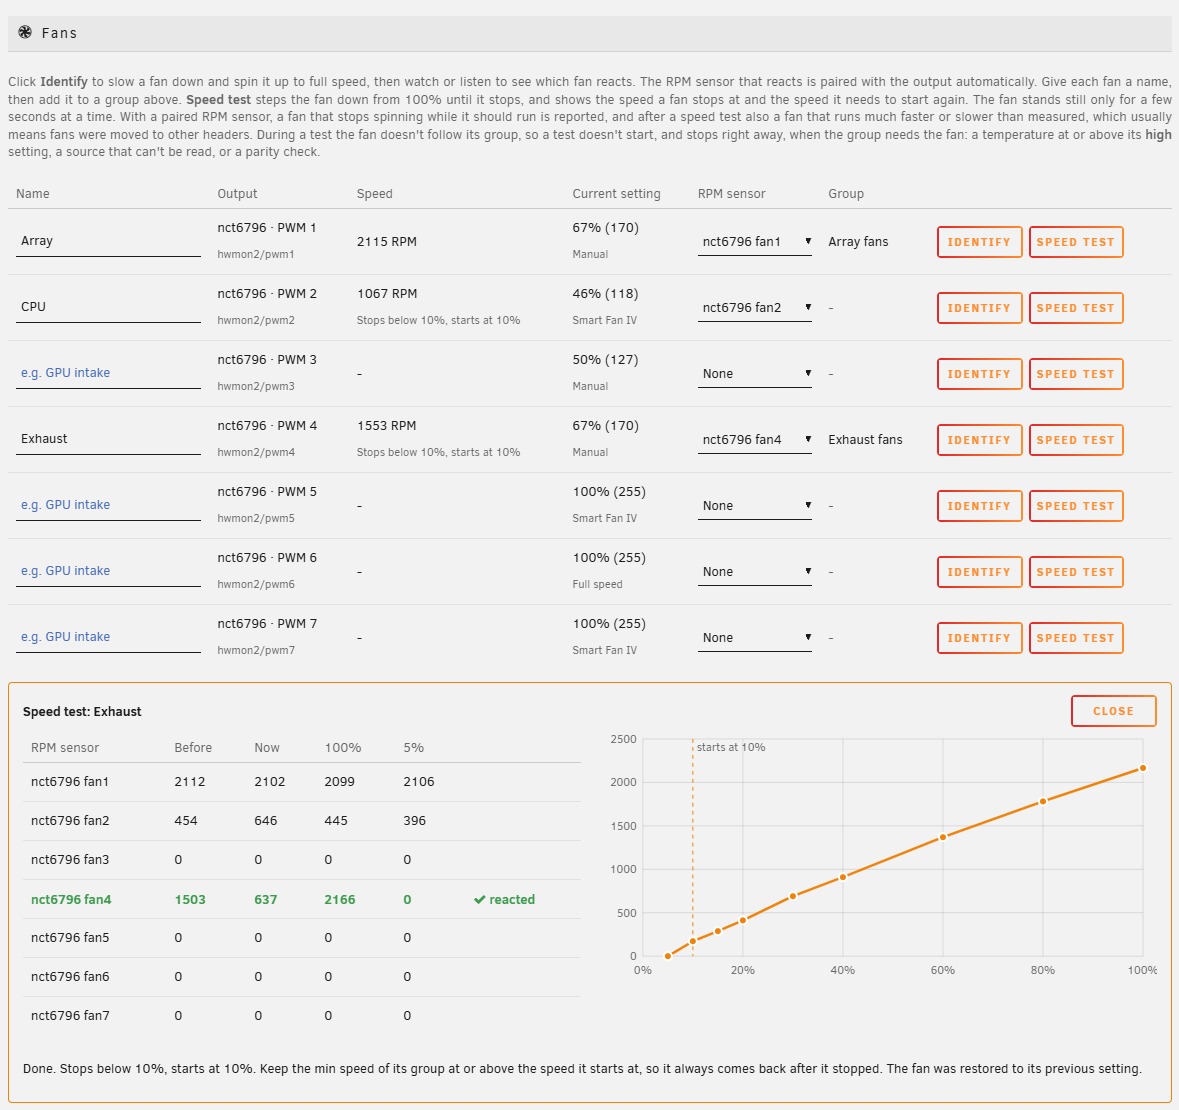 Fans
Click Identify to slow a fan down and spin it up to full speed, then watch or listen to see which fan reacts. The RPM sensor that reacts is paired with the output automatically. Give each fan a name,
then add it to a group above. Speed test steps the fan down from 100% until it stops, and shows the speed a fan stops at and the speed it needs to start again. The fan stands still only for a few
seconds at a time. With a paired RPM sensor, a fan that stops spinning while it should run is reported, and after a speed test also a fan that runs much faster or slower than measured, which usually
means fans were moved to other headers. During a test the fan doesn't follow its group, so a test doesn't start, and stops right away, when the group needs the fan: a temperature at or above its high
setting, a source that can't be read, or a parity check.
Name Output Speed Current setting RPM sensor Group
Array nct6796 · PWM 1 2115 RPM 67% (170) nct6796 fan1 Array fans IDENTIFY SPEED TEST
hwmon2/pwm1 Manual
CPU nct6796 · PWM 2 1067 RPM 46% (118) nct6796 fan2 - IDENTIFY SPEED TEST
hwmon2/pwm2 Stops below 10%, starts at 10% Smart Fan IV
e.g. GPU intake nct6796 · PWM 3 - 50% (127) None - IDENTIFY SPEED TEST
hwmon2/pwm3 Manual
Exhaust nct6796 · PWM 4 1553 RPM 67% (170) nct6796 fan4 Exhaust fans IDENTIFY SPEED TEST
hwmon2/pwm4 Stops below 10%, starts at 10% Manual
e.g. GPU intake nct6796 · PWM 5 - 100% (255) None - IDENTIFY SPEED TEST
hwmon2/pwm5 Smart Fan IV
e.g. GPU intake nct6796 · PWM 6 - 100% (255) None - IDENTIFY SPEED TEST
hwmon2/pwm6 Full speed
e.g. GPU intake nct6796 · PWM 7 - 100% (255) None - IDENTIFY SPEED TEST
hwmon2/pwm7 Smart Fan IV
Speed test: Exhaust
CLOSE
RPM sensor Before Now 100% 5%
nct6796 fan1 2112 2102 2099 2106
nct6796 fan2 454 646 445 396
nct6796 fan3 0 0 0 0
nct6796 fan4 1503 637 2166 0 ✔ reacted
nct6796 fan5 0 0 0 0
nct6796 fan6 0 0 0 0
nct6796 fan7 0 0 0 0
2500
starts at 10%
2000
1500
1000
500
0
0% 20% 40% 60% 80% 100%
Done. Stops below 10%, starts at 10%. Keep the min speed of its group at or above the speed it starts at, so it always comes back after it stopped. The fan was restored to its previous setting.